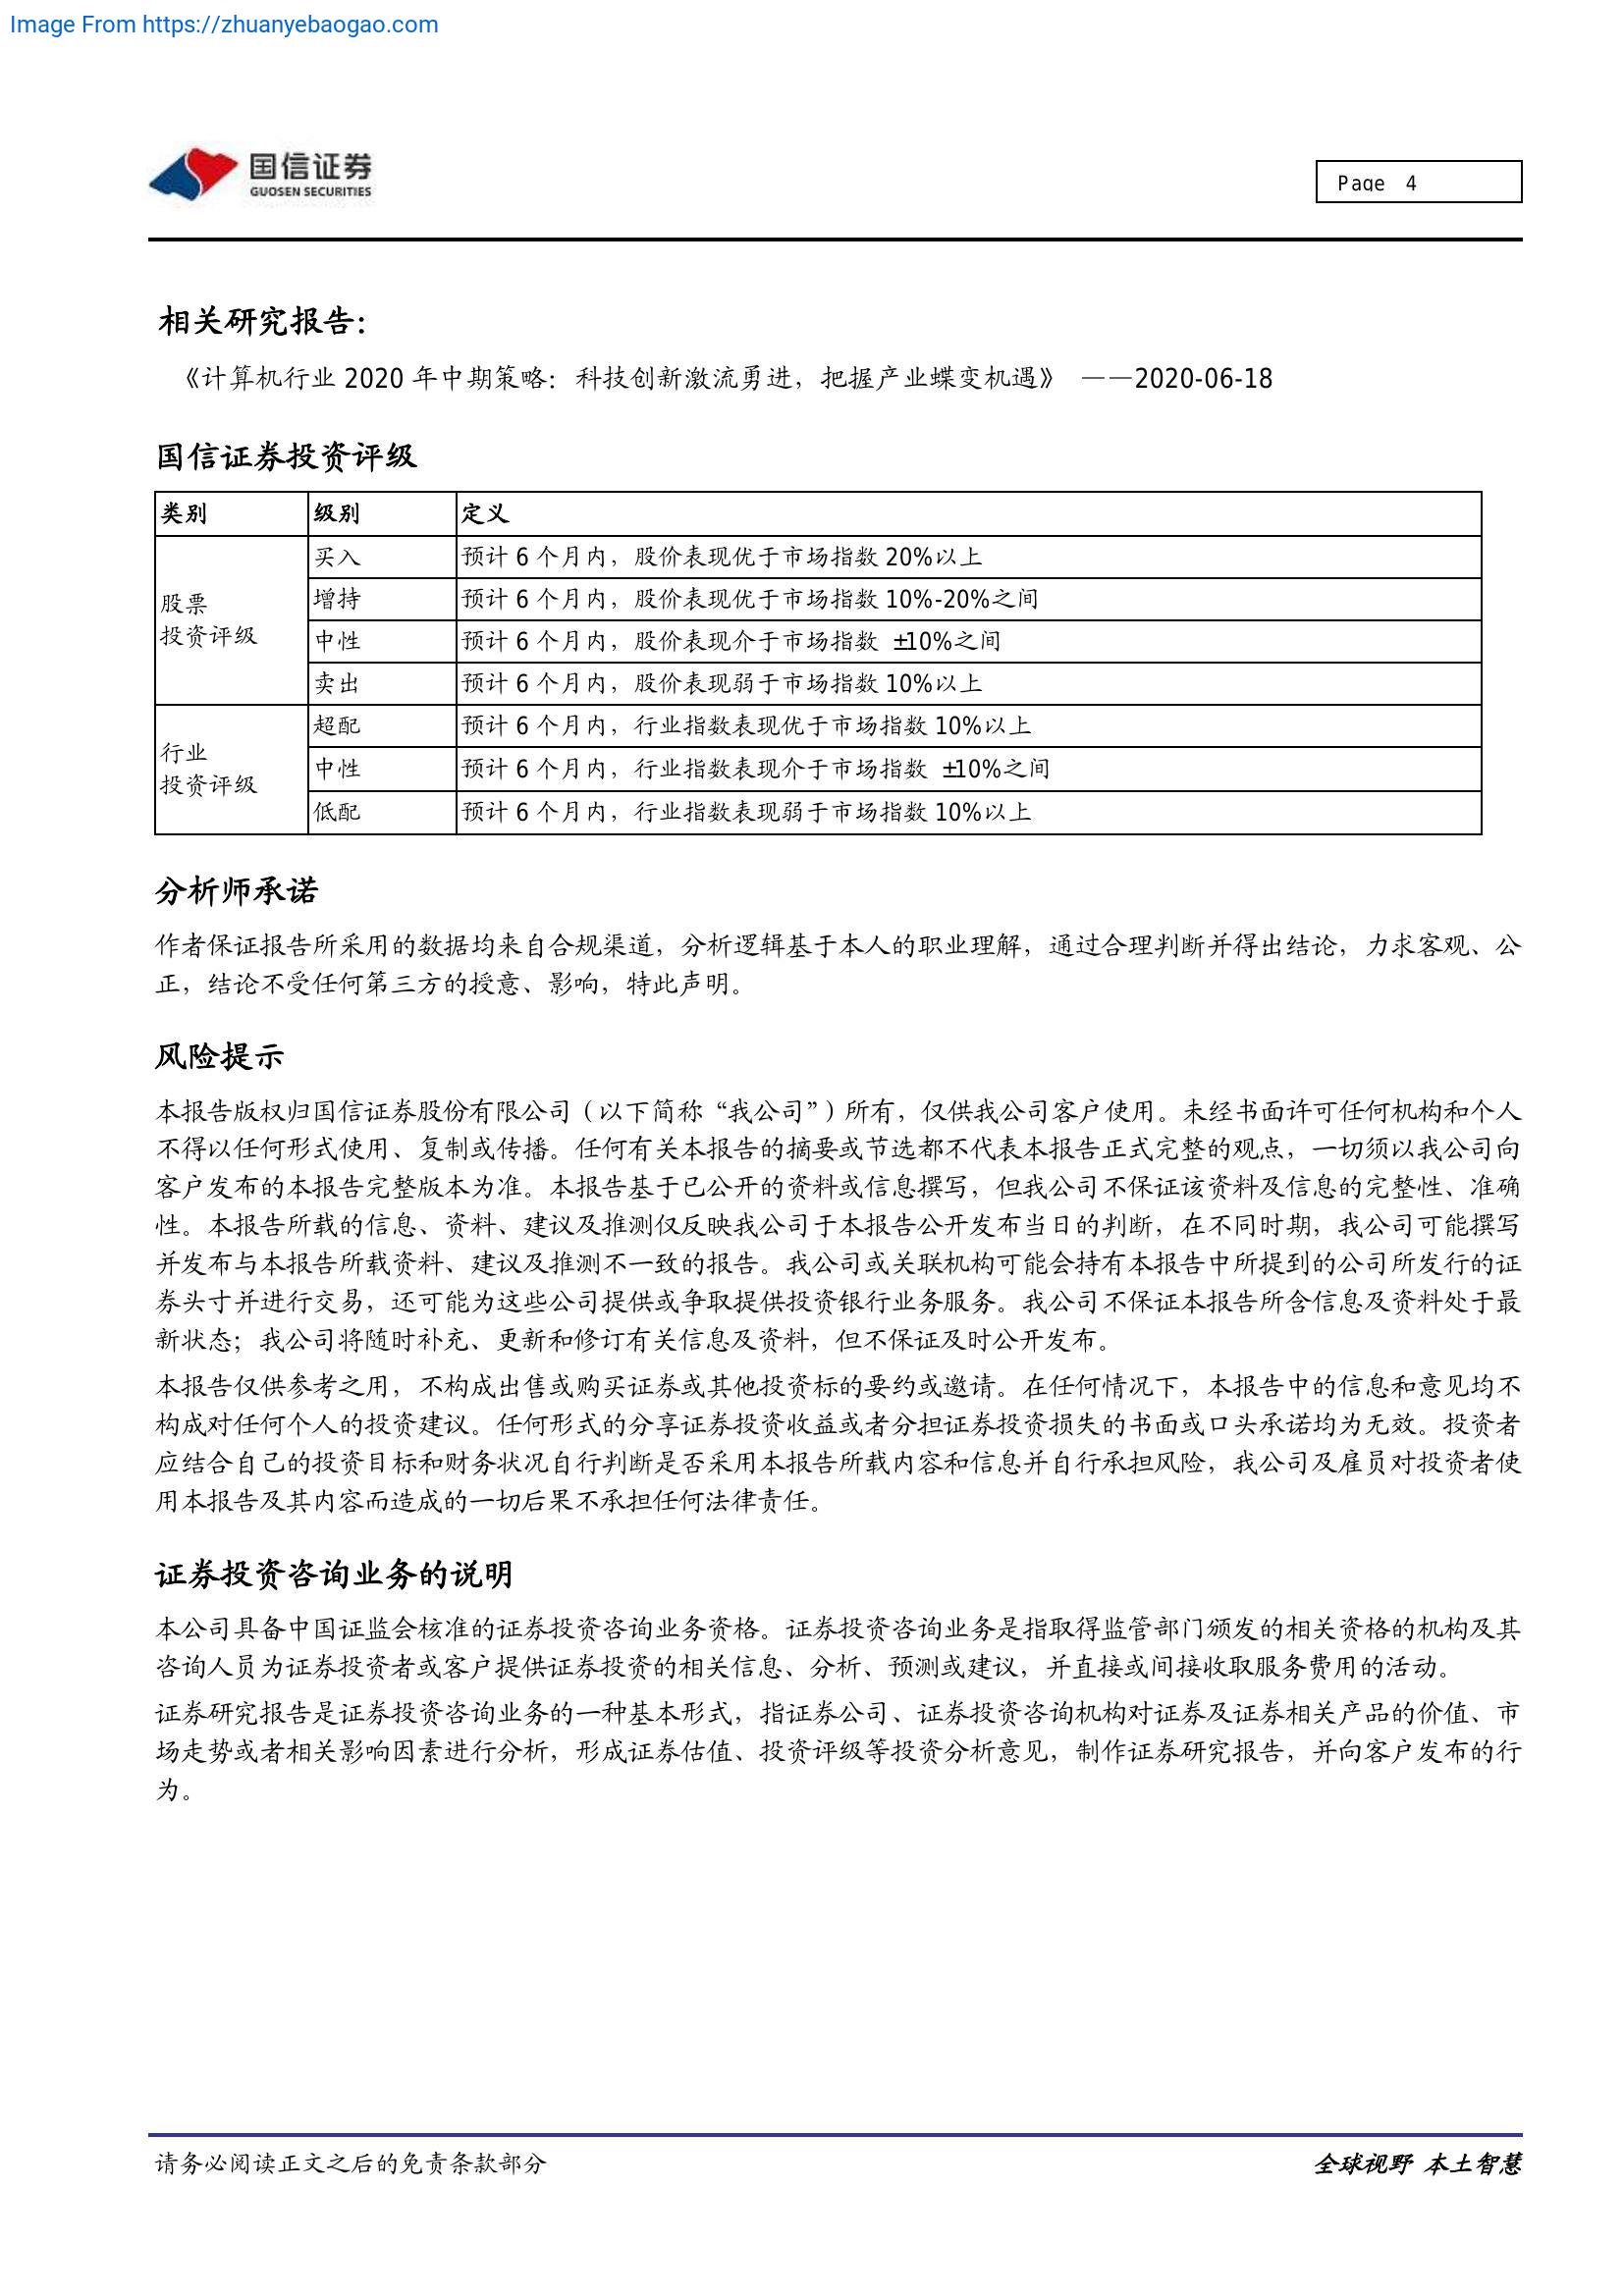 Image From https://zhuanyebaogao.com
国信证券
GUOSEN SECURITIES
Page 4
相关研究报告：
《计算机行业 2020 年中期策略：科技创新激流勇进，把握产业蝶变机遇》 ——2020-06-18
国信证券投资评级
类别 级别 定义
股票
投资评级
买入 预计 6 个月内，股价表现优于市场指数 20%以上
增持 预计 6 个月内，股价表现优于市场指数 10%-20%之间
中性 预计 6 个月内，股价表现介于市场指数 ±10%之间
卖出 预计 6 个月内，股价表现弱于市场指数 10%以上
行业
投资评级
超配 预计 6 个月内，行业指数表现优于市场指数 10%以上
中性 预计 6 个月内，行业指数表现介于市场指数 ±10%之间
低配 预计 6 个月内，行业指数表现弱于市场指数 10%以上
分析师承诺
作者保证报告所采用的数据均来自合规渠道，分析逻辑基于本人的职业理解，通过合理判断并得出结论，力求客观、公
正，结论不受任何第三方的授意、影响，特此声明。
风险提示
本报告版权归国信证券股份有限公司（以下简称“我公司”）所有，仅供我公司客户使用。未经书面许可任何机构和个人
不得以任何形式使用、复制或传播。任何有关本报告的摘要或节选都不代表本报告正式完整的观点，一切须以我公司向
客户发布的本报告完整版本为准。本报告基于已公开的资料或信息撰写，但我公司不保证该资料及信息的完整性、准确
性。本报告所载的信息、资料、建议及推测仅反映我公司于本报告公开发布当日的判断，在不同时期，我公司可能撰写
并发布与本报告所载资料、建议及推测不一致的报告。我公司或关联机构可能会持有本报告中所提到的公司所发行的证
券头寸并进行交易，还可能为这些公司提供或争取提供投资银行业务服务。我公司不保证本报告所含信息及资料处于最
新状态；我公司将随时补充、更新和修订有关信息及资料，但不保证及时公开发布。
本报告仅供参考之用，不构成出售或购买证券或其他投资标的要约或邀请。在任何情况下，本报告中的信息和意见均不
构成对任何个人的投资建议。任何形式的分享证券投资收益或者分担证券投资损失的书面或口头承诺均为无效。投资者
应结合自己的投资目标和财务状况自行判断是否采用本报告所载内容和信息并自行承担风险，我公司及雇员对投资者使
用本报告及其内容而造成的一切后果不承担任何法律责任。
证券投资咨询业务的说明
本公司具备中国证监会核准的证券投资咨询业务资格。证券投资咨询业务是指取得监管部门颁发的相关资格的机构及其
咨询人员为证券投资者或客户提供证券投资的相关信息、分析、预测或建议，并直接或间接收取服务费用的活动。
证券研究报告是证券投资咨询业务的一种基本形式，指证券公司、证券投资咨询机构对证券及证券相关产品的价值、市
场走势或者相关影响因素进行分析，形成证券估值、投资评级等投资分析意见，制作证券研究报告，并向客户发布的行
为。
请务必阅读正文之后的免责条款部分
全球视野 本土智慧